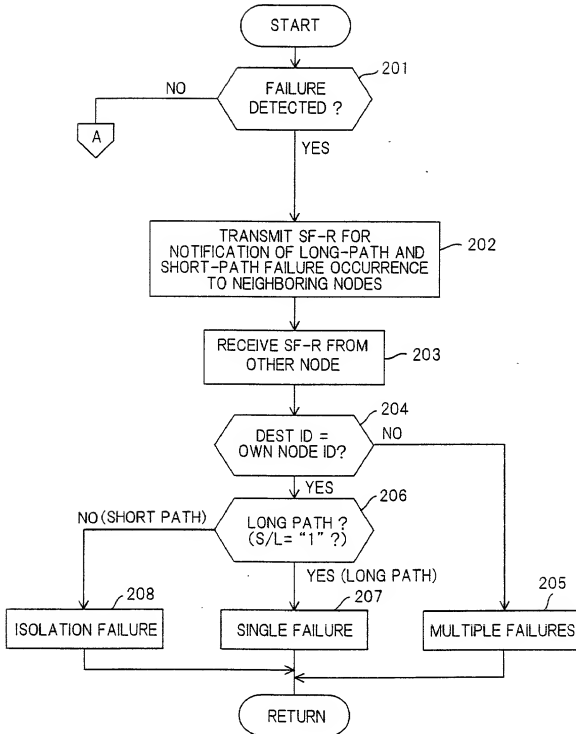 START
201
FAILURE
DETECTED ?
NO
A
YES
TRANSMIT SF-R FOR
NOTIFICATION OF LONG-PATH AND
SHORT-PATH FAILURE OCCURRENCE
TO NEIGHBORING NODES
202
RECEIVE SF-R FROM
OTHER NODE
203
204
DEST ID =
OWN NODE ID?
NO
YES
206
NO (SHORT PATH)
LONG PATH ?
(S/L= “1” ?)
YES (LONG PATH)
208
ISOLATION FAILURE
207
SINGLE FAILURE
205
MULTIPLE FAILURES
RETURN